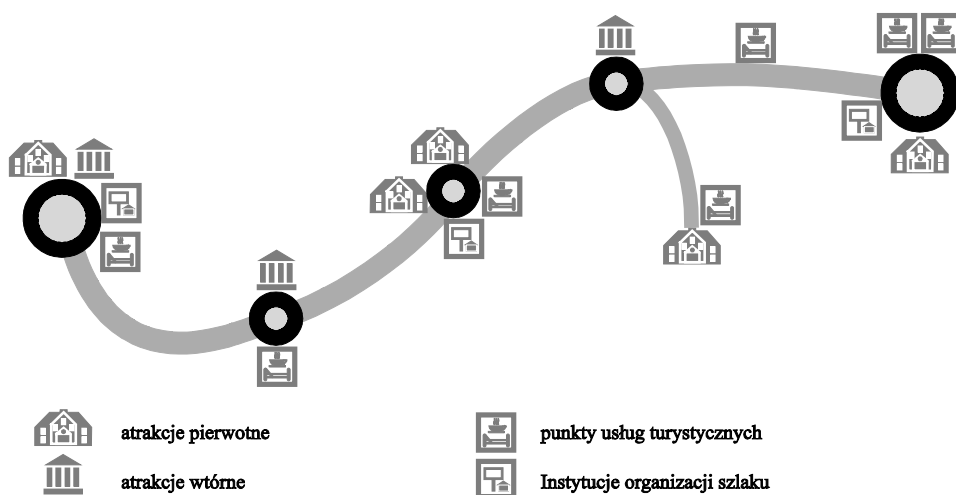 atrakcje pierwotne
punkty usług turystycznych
atrakcje wtórne
Instytucje organizacji szlaku